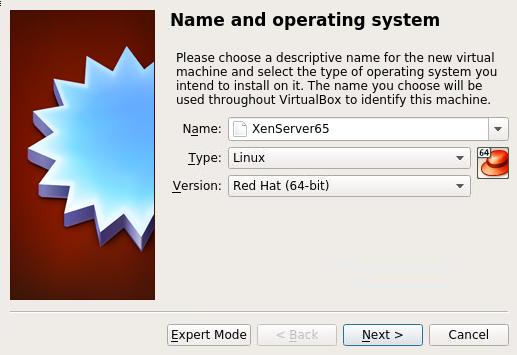 Name and operating system
Please choose a descriptive name for the new virtual
machine and select the type of operating system you
intend to install on it. The name you choose will be
used throughout VirtualBox to identify this machine.
Name: XenServer65
Type: Linux
64
Version: Red Hat (64-bit)
Expert Mode < Back Next > Cancel